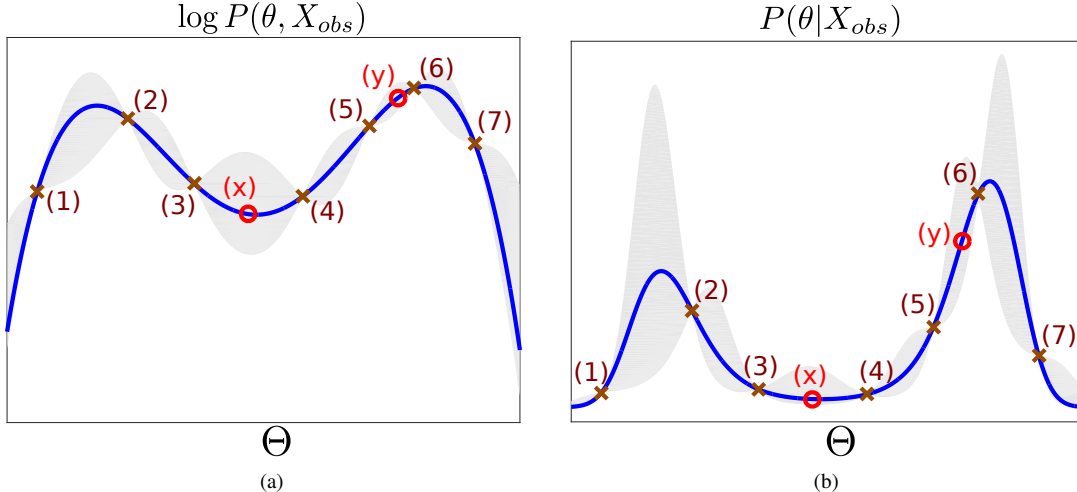 log P(θ, X_obs)
(1)
(2)
(3)
(x)
(4)
(5)
(y)
(6)
(7)
Θ
(a)
P(θ|X_obs)
(1)
(2)
(3)
(x)
(4)
(5)
(y)
(6)
(7)
Θ
(b)